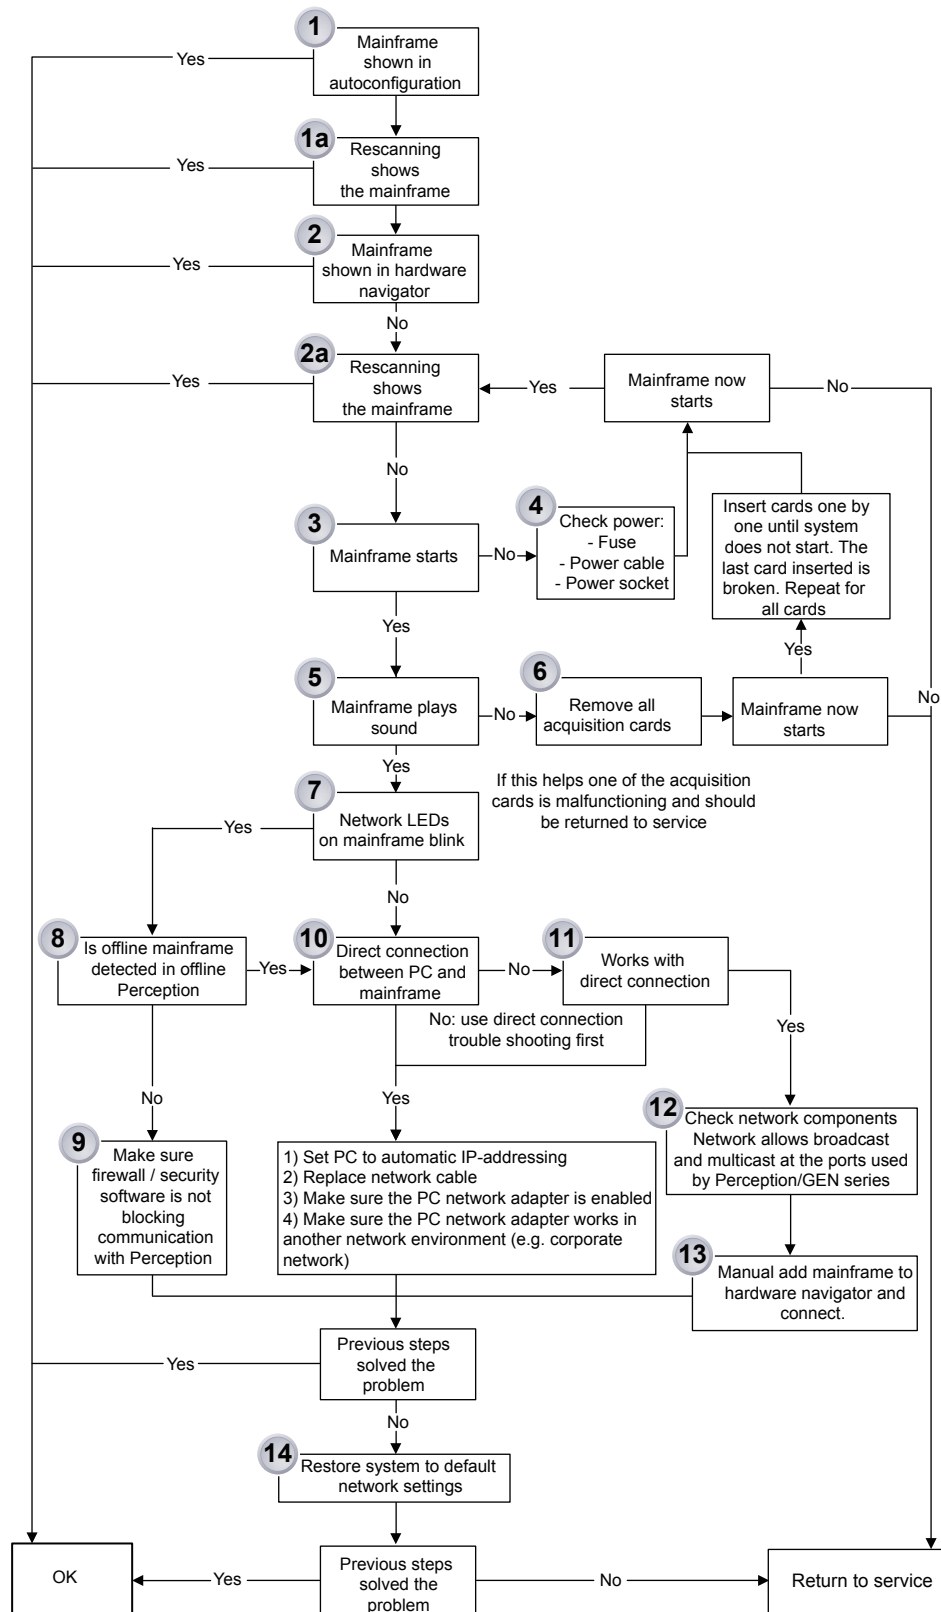 1
Mainframe
shown in
autoconfiguration
Yes
1a
Rescanning
shows
the mainframe
Yes
2
Mainframe
shown in hardware
navigator
Yes
No
2a
Rescanning
shows
the mainframe
Yes
Yes
Mainframe now
starts
No
No
3
Mainframe starts
No
4
Check power:
- Fuse
- Power cable
- Power socket
Insert cards one by
one until system
does not start. The
last card inserted is
broken. Repeat for
all cards
Yes
Yes
5
Mainframe plays
sound
No
6
Remove all
acquisition cards
Mainframe now
starts
No
Yes
If this helps one of the acquisition
cards is malfunctioning and should
be returned to service
7
Network LEDs
on mainframe blink
Yes
No
8
Is offline mainframe
detected in offline
Perception
Yes
10
Direct connection
between PC and
mainframe
No
11
Works with
direct connection
No: use direct connection
trouble shooting first
Yes
No
Yes
9
Make sure
firewall / security
software is not
blocking
communication
with Perception
1) Set PC to automatic IP-addressing
2) Replace network cable
3) Make sure the PC network adapter is enabled
4) Make sure the PC network adapter works in
another network environment (e.g. corporate
network)
12
Check network components
Network allows broadcast
and multicast at the ports used
by Perception/GEN series
13
Manual add mainframe to
hardware navigator and
connect.
Previous steps
solved the
problem
Yes
No
14
Restore system to default
network settings
OK
Yes
Previous steps
solved the
problem
No
Return to service